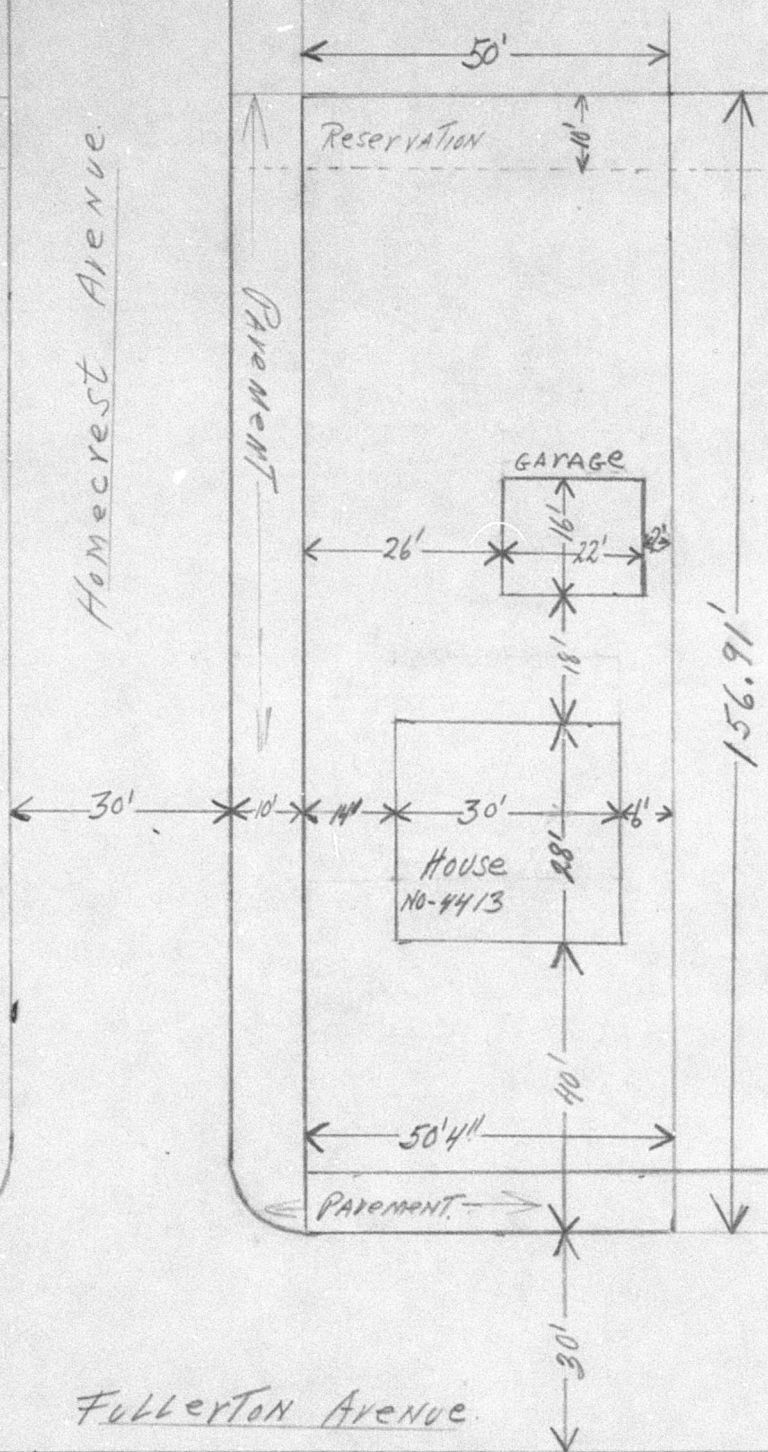 50'
Reservation
10'
Homecrest Avenue.
Pavement
GARAGE
16'
26'
22'
2'
18'
156.91'
30'
10'
14'
30'
6'
28'
House
NO-4413
40'
50'4"
Pavement.
30'
Fullerton Avenue.